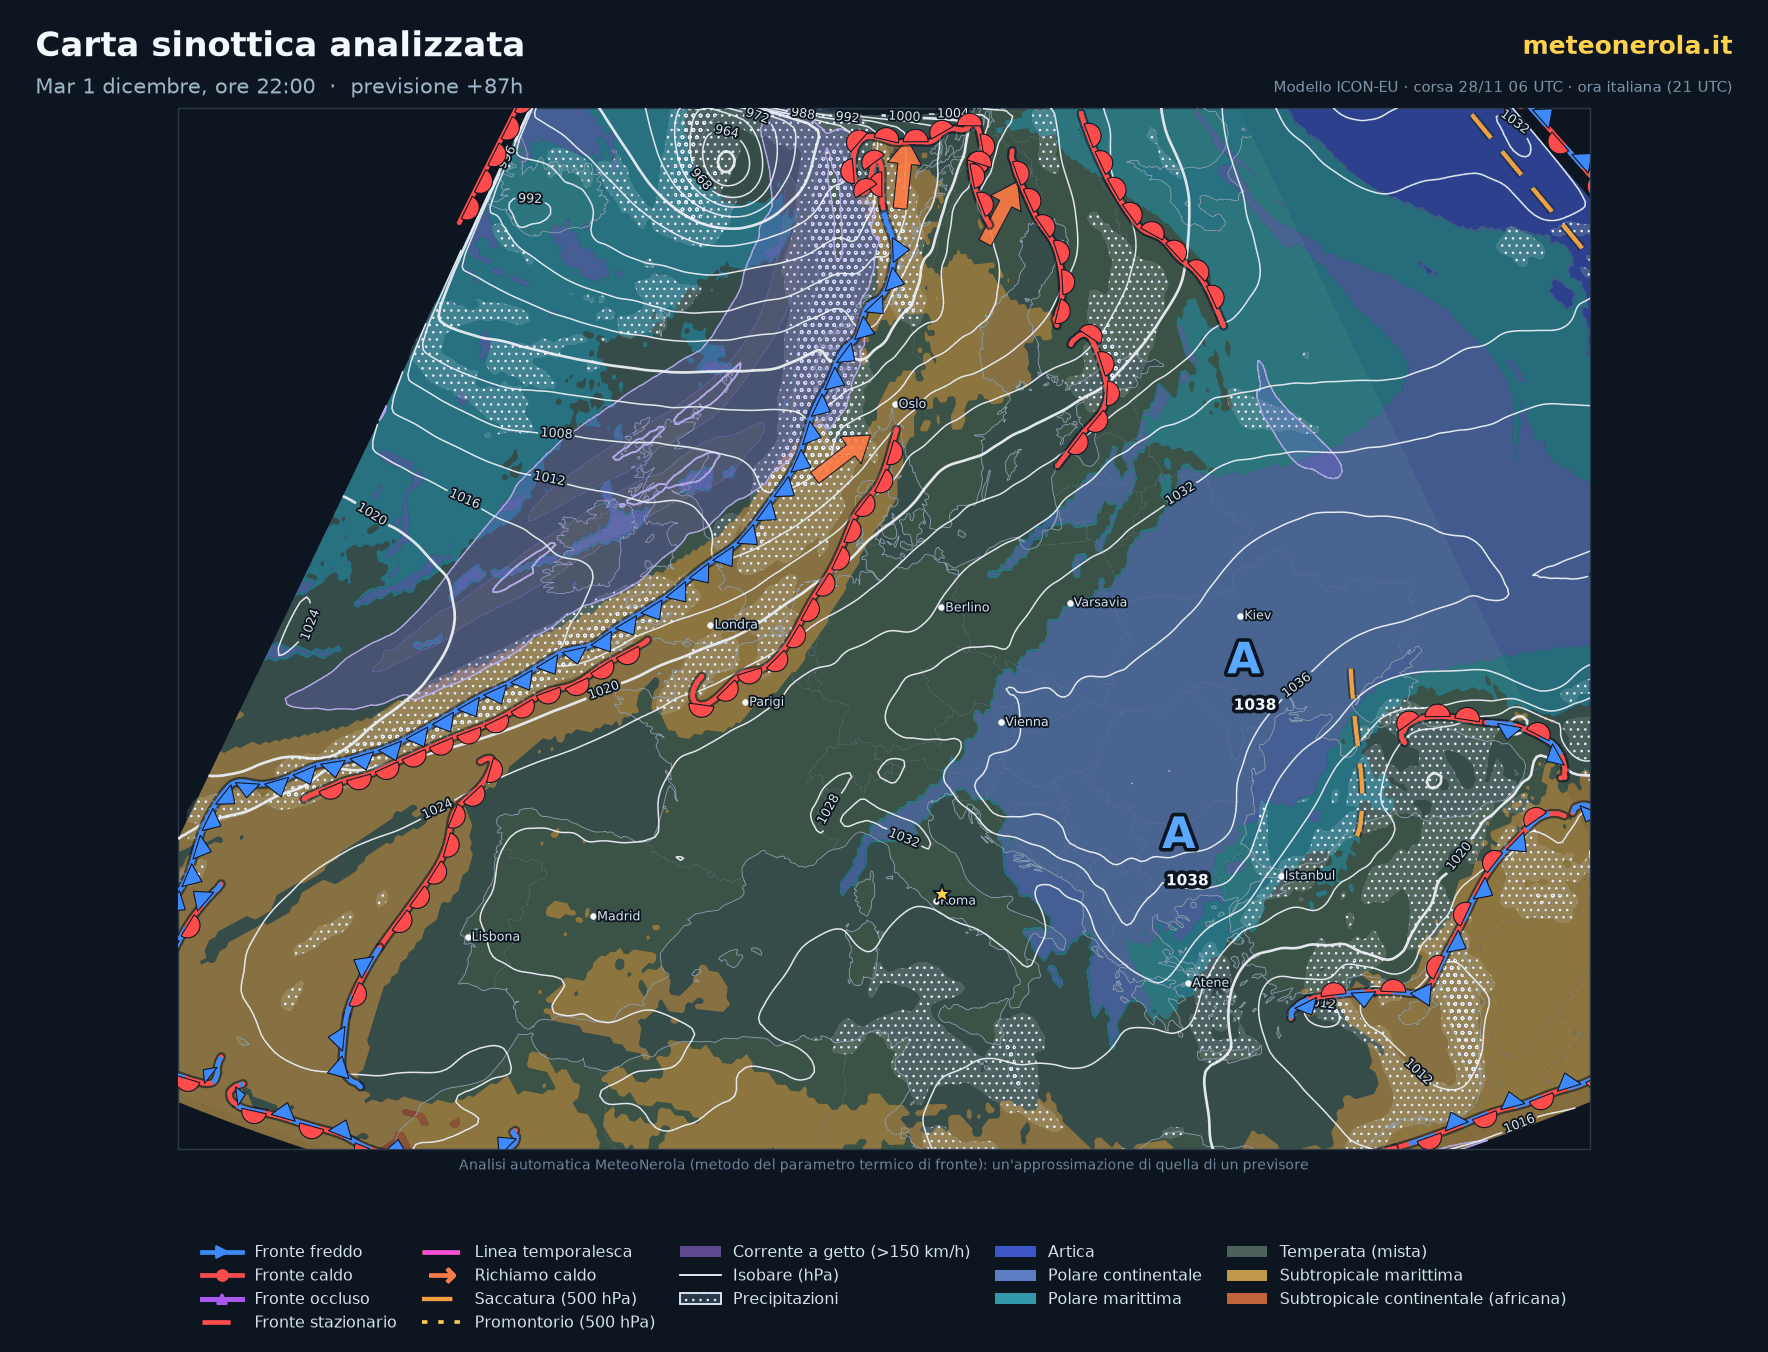 Carta sinottica analizzata
meteonerola.it
Mar 1 dicembre, ore 22:00 · previsione +87h
Modello ICON-EU · corsa 28/11 06 UTC · ora italiana (21 UTC)
964
972
988
992
1000
1004
1032
968
992
Oslo
1008
1012
1016
1020
1032
1024
Berlino
Varsavia
Kiev
Londra
A
1038
1036
1020
Parigi
Vienna
1024
1028
1032
A
1038
1020
Istanbul
Roma
Madrid
Lisbona
Atene
1012
1016
Analisi automatica MeteoNerola (metodo del parametro termico di fronte): un'approssimazione di quella di un previsore
Fronte freddo
Fronte caldo
Fronte occluso
Fronte stazionario
Linea temporalesca
Richiamo caldo
Saccatura (500 hPa)
Promontorio (500 hPa)
Corrente a getto (>150 km/h)
Isobare (hPa)
Precipitazioni
Artica
Polare continentale
Polare marittima
Temperata (mista)
Subtropicale marittima
Subtropicale continentale (africana)